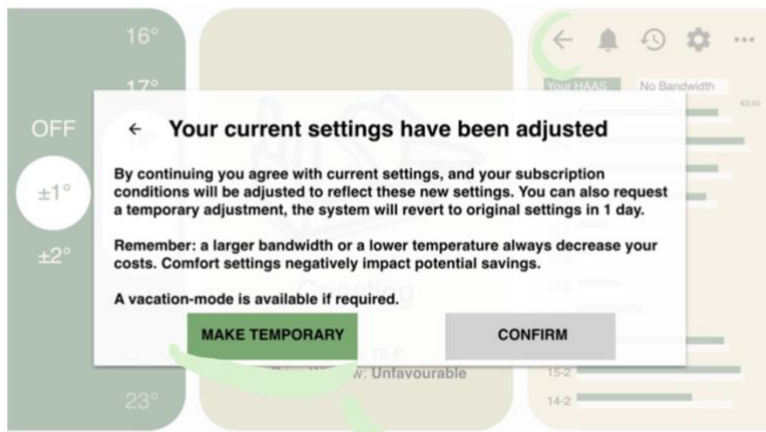 16°
17°
OFF
±1°
±2°
23°
Your HAAS
No Bandwidth
€2.50
← Your current settings have been adjusted
By continuing you agree with current settings, and your subscription
conditions will be adjusted to reflect these new settings. You can also request
a temporary adjustment, the system will revert to original settings in 1 day.
Remember: a larger bandwidth or a lower temperature always decrease your
costs. Comfort settings negatively impact potential savings.
A vacation-mode is available if required.
Coasting
MAKE TEMPORARY
CONFIRM
Unfavourable
15-2
14-2